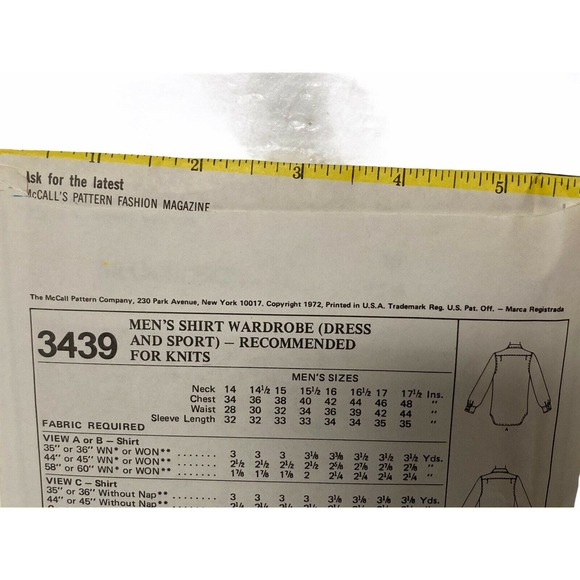 1 2 3 4 5
Ask for the latest
McCALL'S PATTERN FASHION MAGAZINE
The McCall Pattern Company, 230 Park Avenue, New York 10017. Copyright 1972, Printed in U.S.A. Trademark Reg. U.S. Pat. Off. — Marca Registrada
3439 MEN'S SHIRT WARDROBE (DRESS
AND SPORT) — RECOMMENDED
FOR KNITS
MEN'S SIZES
Neck 14 14½ 15 15½ 16 16½ 17 17½ Ins.
Chest 34 36 38 40 42 44 46 48 "
Waist 28 30 32 34 36 39 42 44 "
Sleeve Length 32 33 33 34 34 35 35 "
FABRIC REQUIRED
VIEW A or B – Shirt
35" or 36" WN* or WON** ........ 3 3 3 3⅛ 3⅜ 3½ 3½ 3½ Yds.
44" or 45" WN* or WON** ........ 2½ 2½ 2½ 2½ 2⅝ 2⅞ 2⅞ 2⅞ "
58" or 60" WN* or WON** ........ 1⅞ 1⅞ 1⅞ 2 2¼ 2¼ 2¼ 2¼ "
VIEW C – Shirt
35" or 36" Without Nap** ....... 3 3 3 3⅛ 3⅛ 3⅛ 3⅛ 3⅛ Yds.
44" or 45" Without Nap**
A